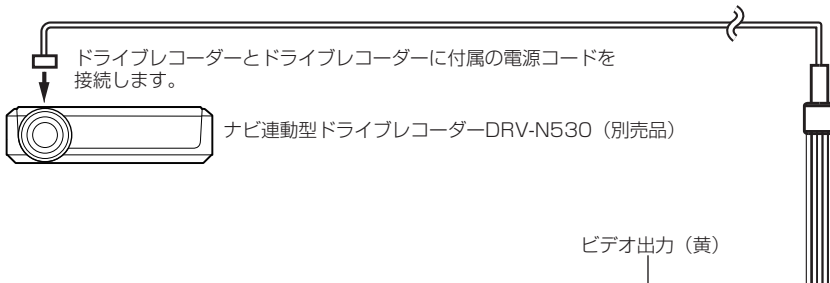 ドライブレコーダーとドライブレコーダーに付属の電源コードを
接続します。
ナビ連動型ドライブレコーダーDRV-N530（別売品）
ビデオ出力（黄）